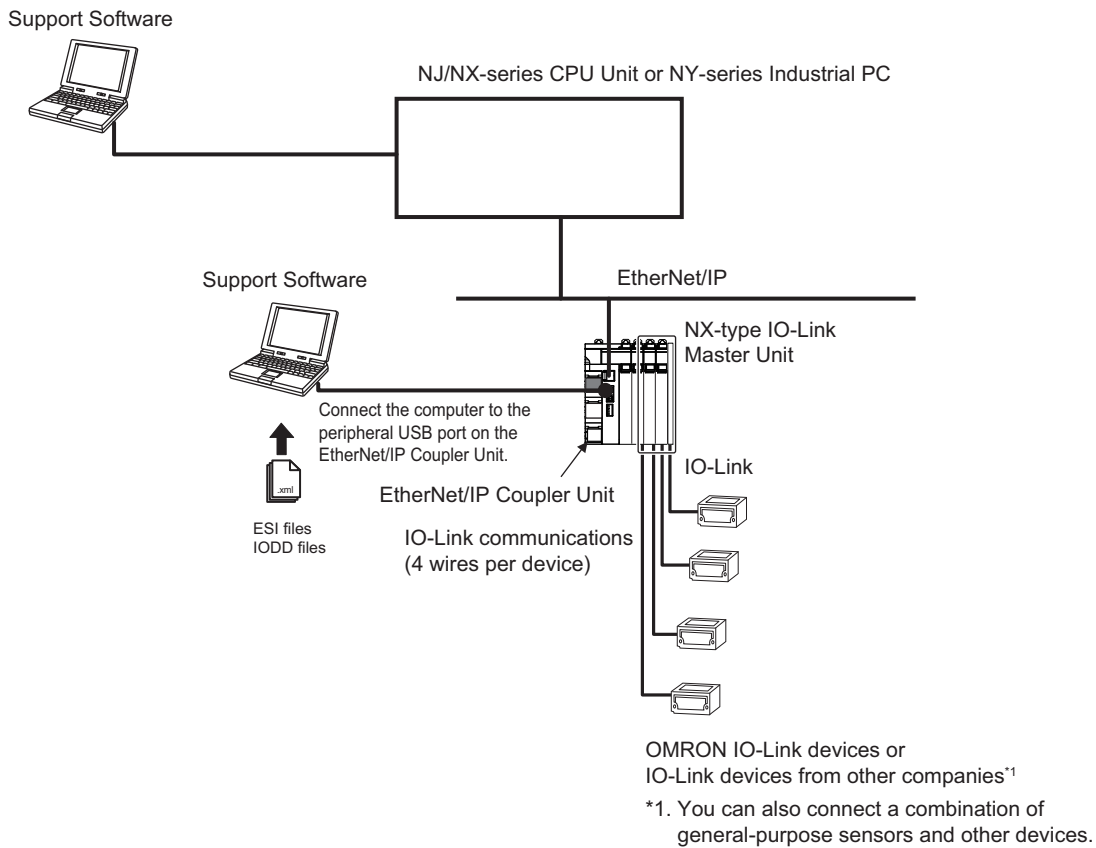 Support Software
NJ/NX-series CPU Unit or NY-series Industrial PC
Support Software
EtherNet/IP
NX-type IO-Link
Master Unit
Connect the computer to the
peripheral USB port on the
EtherNet/IP Coupler Unit.
IO-Link
.xml
EtherNet/IP Coupler Unit
ESI files
IODD files
IO-Link communications
(4 wires per device)
OMRON IO-Link devices or
IO-Link devices from other companies*1
*1. You can also connect a combination of
general-purpose sensors and other devices.